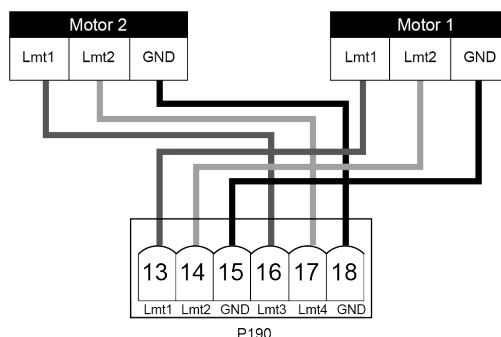 Motor 2 Motor 1
Lmt1 Lmt2 GND Lmt1 Lmt2 GND
13 14 15 16 17 18
Lmt1 Lmt2 GND Lmt3 Lmt4 GND
P190